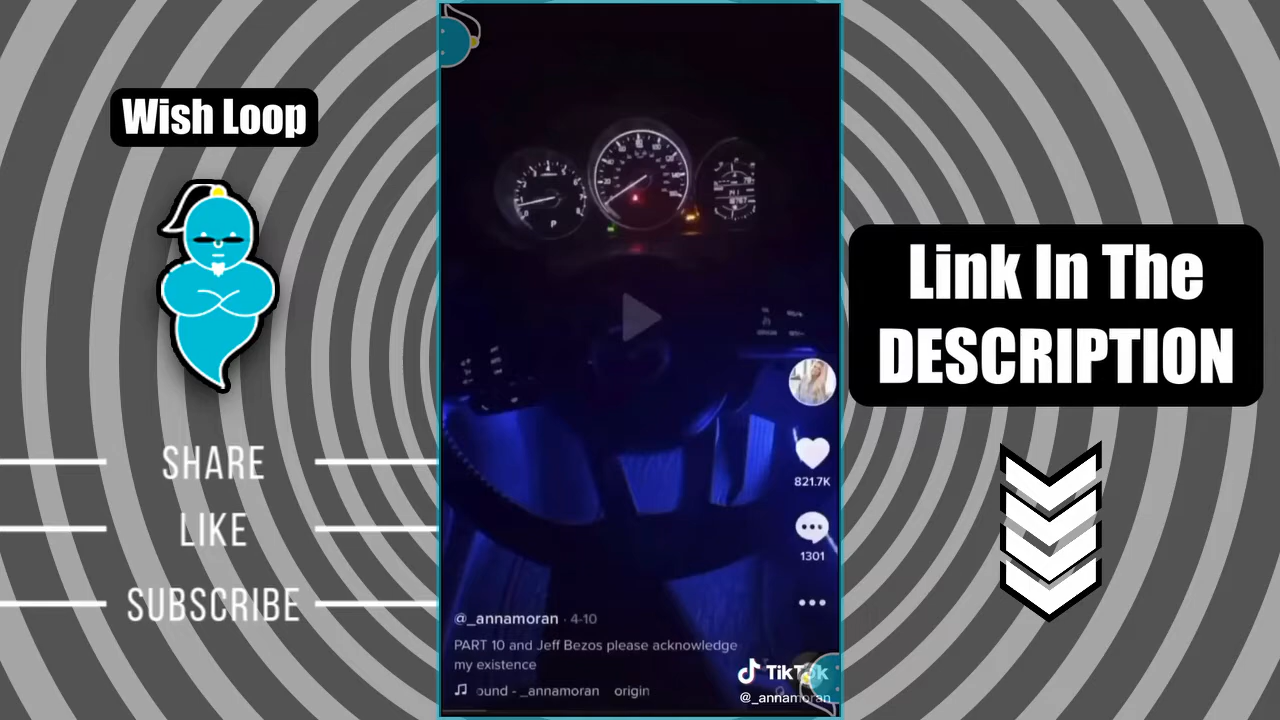 Wish Loop
SHARE
LIKE
SUBSCRIBE
P
821.7K
1301
@_annamoran · 4-10
PART 10 and Jeff Bezos please acknowledge
my existence
ound - _annamoran origin
TikTok
@_annamoran
Link In The
DESCRIPTION